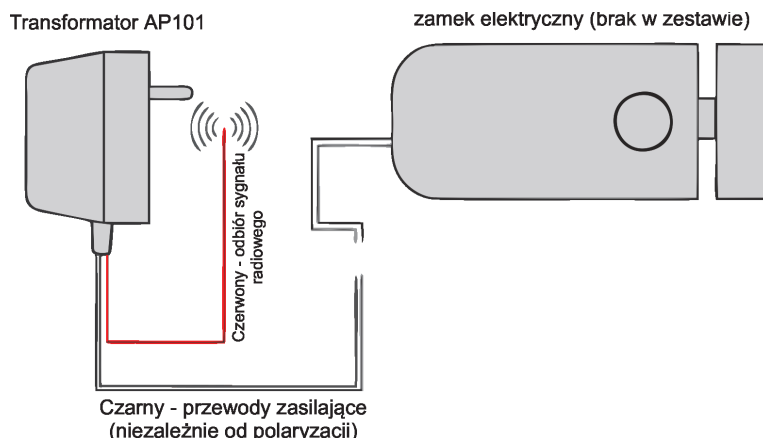 Transformator AP101
zamek elektryczny (brak w zestawie)
Czerwony - odbiór sygnału
radiowego
Czarny - przewody zasilające
(niezależnie od polaryzacji)